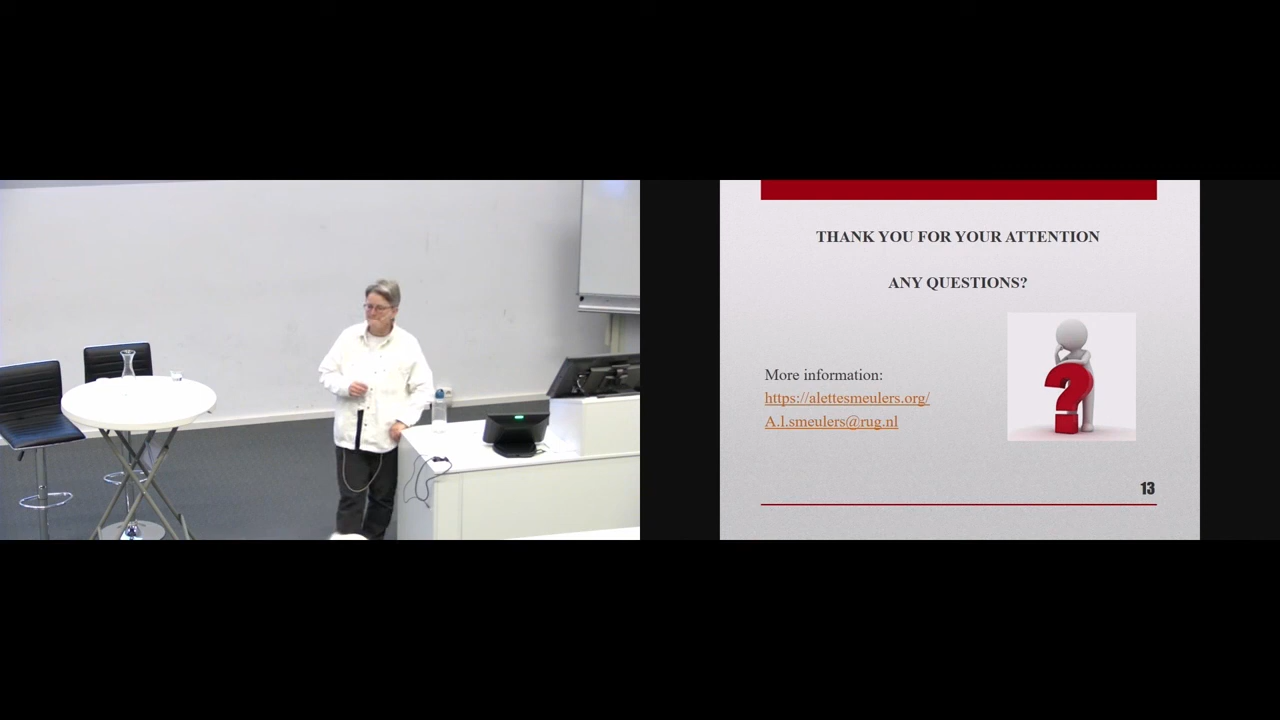 THANK YOU FOR YOUR ATTENTION
ANY QUESTIONS?
More information:
https://alettesmeulers.org/
A.l.smeulers@rug.nl
13